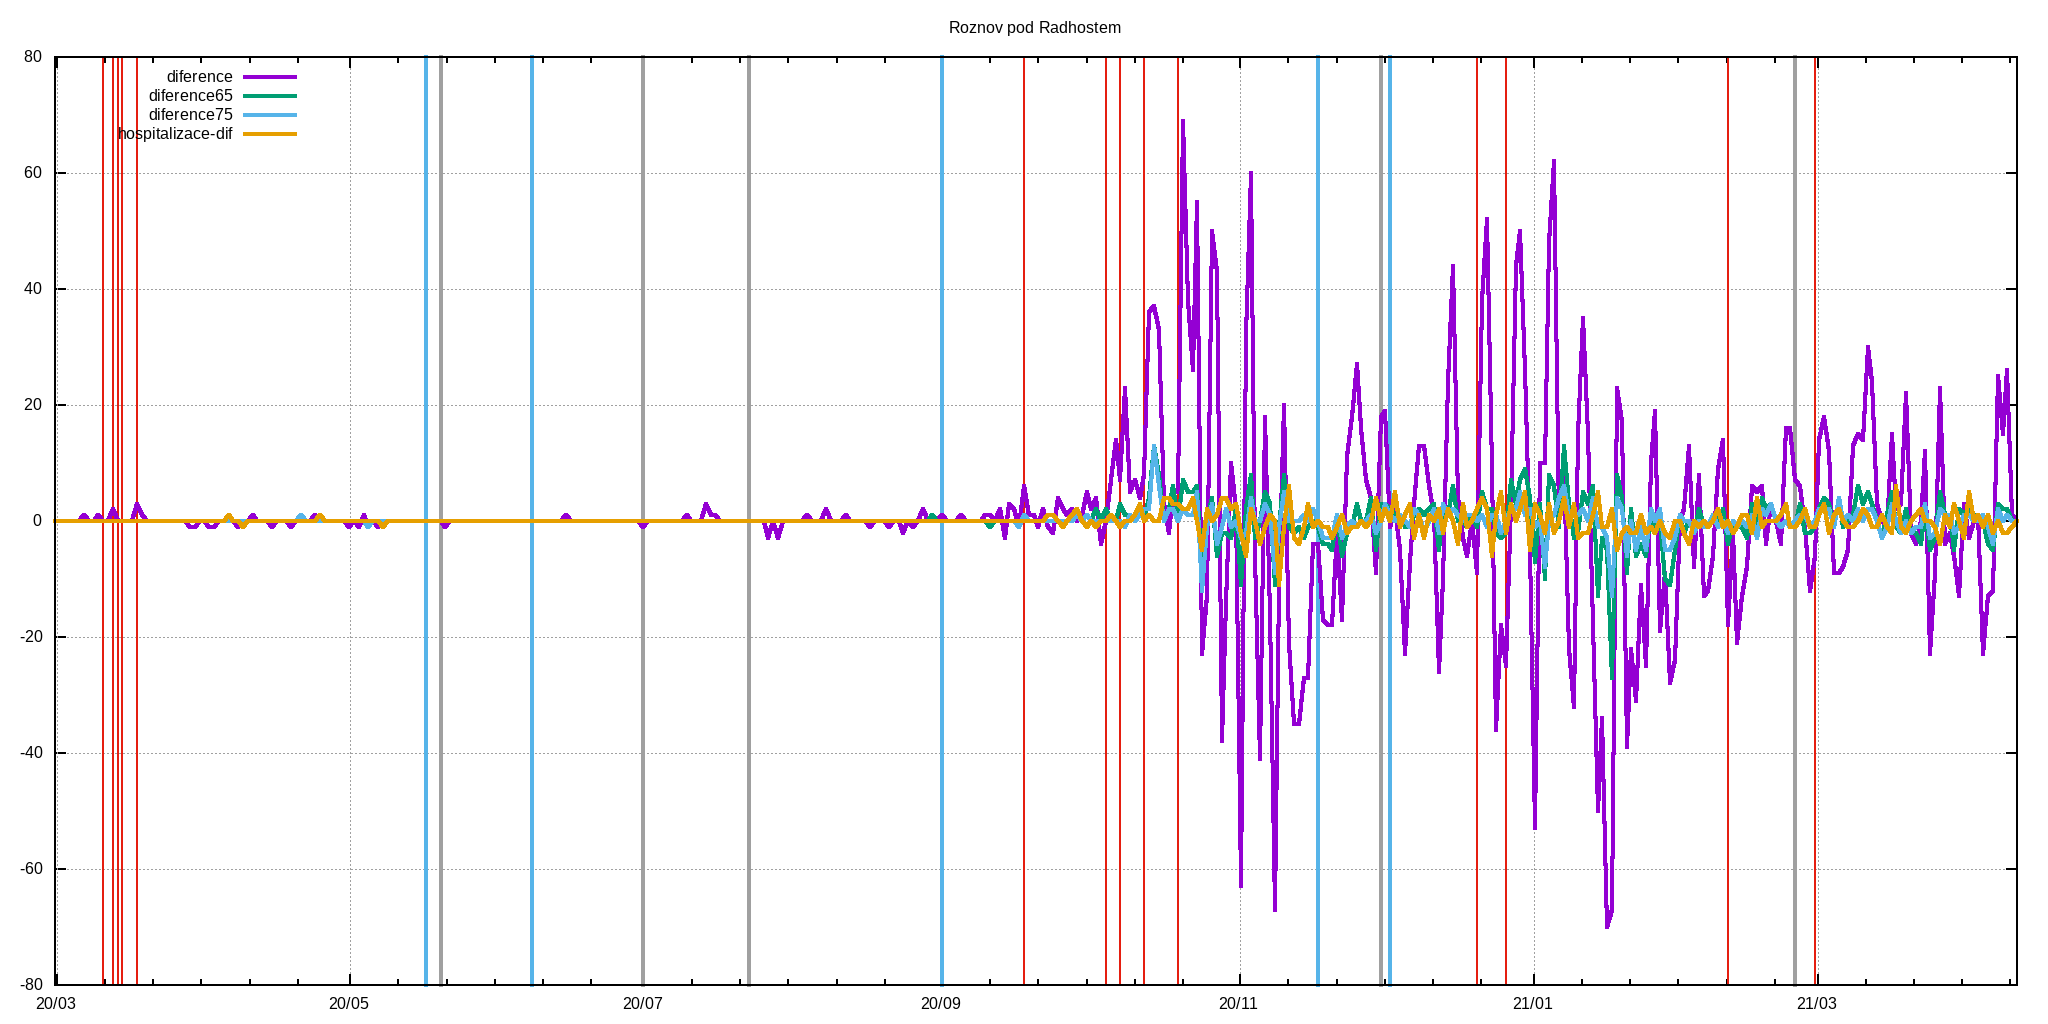 Roznov pod Radhostem
80
diference
diference65
diference75
hospitalizace-dif
60
40
20
0
-20
-40
-60
-80
20/03 20/05 20/07 20/09 20/11 21/01 21/03